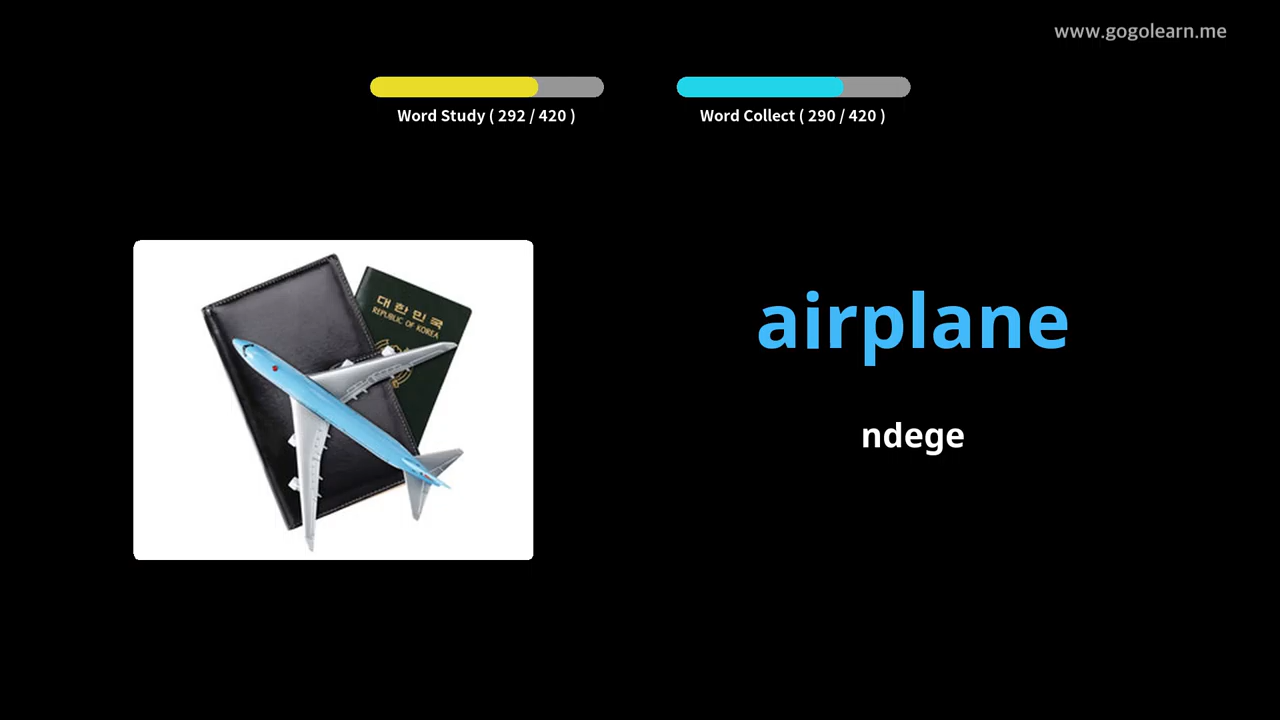 www.gogolearn.me
Word Study ( 292 / 420 )
Word Collect ( 290 / 420 )
대한민국
REPUBLIC OF KOREA
airplane
ndege